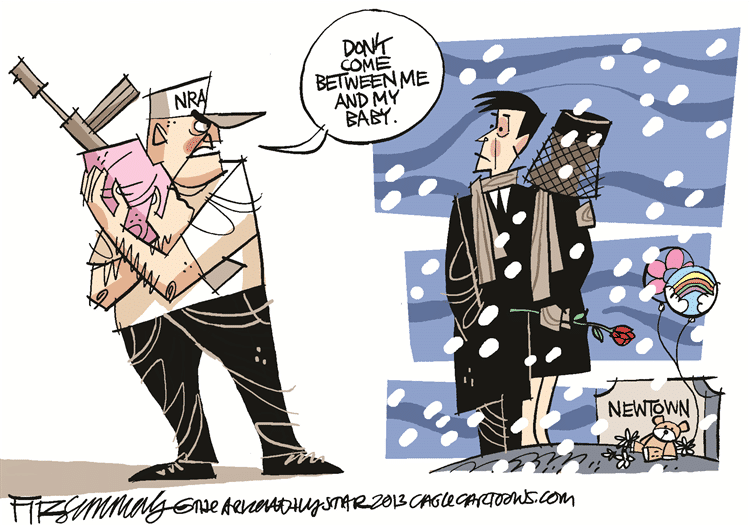 NRA
DON'T
COME
BETWEEN ME
AND MY
BABY.
NEWTOWN
Fitzsimmons ©THE ARIZONA DAILY STAR 2013 CAGLECARTOONS.COM